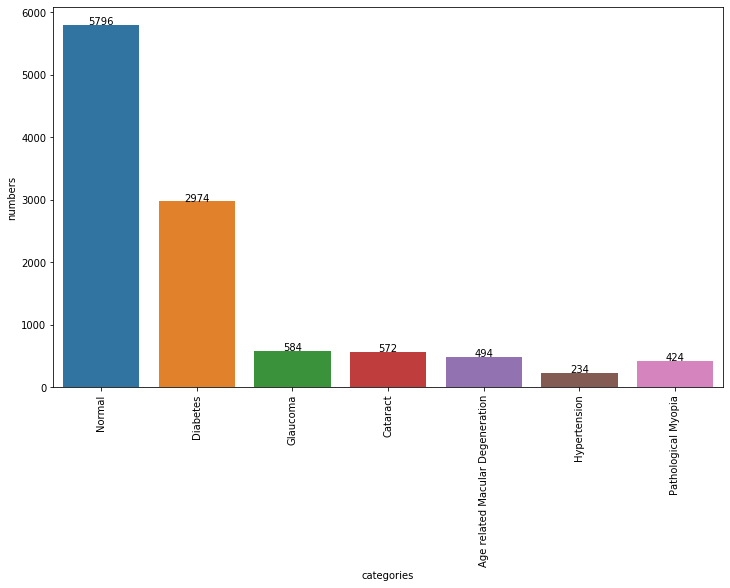 6000
5000
4000
3000
2000
1000
0
numbers
5796
2974
584
572
494
234
424
Normal
Diabetes
Glaucoma
Cataract
Age related Macular Degeneration
Hypertension
Pathological Myopia
categories